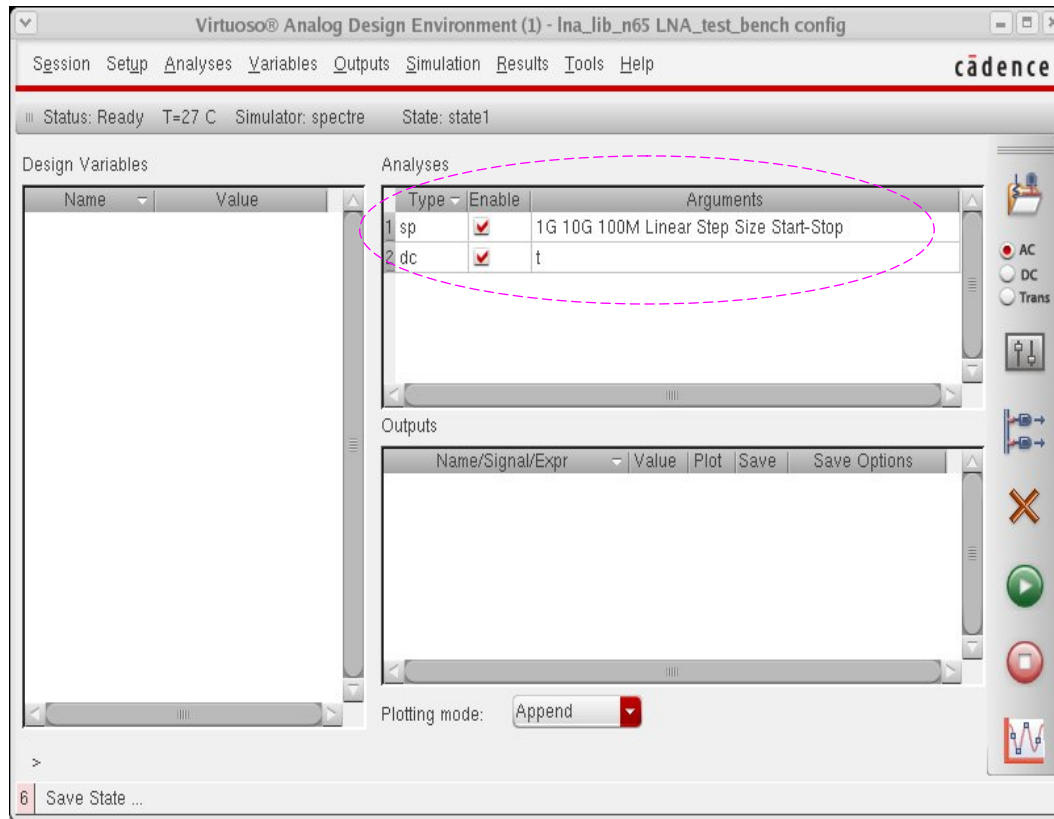 Virtuoso® Analog Design Environment (1) - lna_lib_n65 LNA_test_bench config
Session Setup Analyses Variables Outputs Simulation Results Tools Help
cādence
Status: Ready T=27 C Simulator: spectre State: state1
Design Variables
Name Value
Analyses
Type Enable Arguments
1 sp 1G 10G 100M Linear Step Size Start-Stop
2 dc t
AC
DC
Trans
Outputs
Name/Signal/Expr Value Plot Save Save Options
Plotting mode: Append
>
6 Save State ...